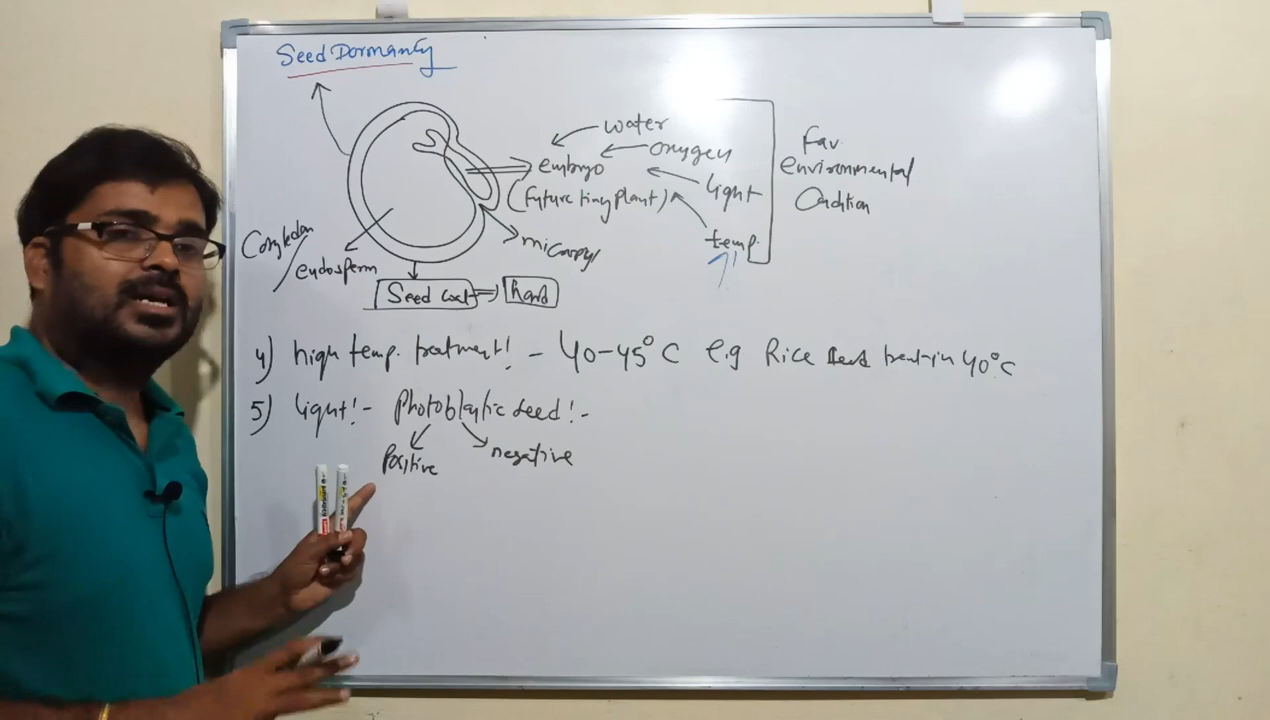 Seed Dormancy
water
oxygen
embryo
light
(future tiny plant)
temp.
Fav.
environmental
Condition
micropyl
Cotyledon
endosperm
Seed coat
hard
4) high temp. treatment! - 40-45°C e.g Rice treat in 40°C
5) light! - Photoblastic seed! -
Positive
negative